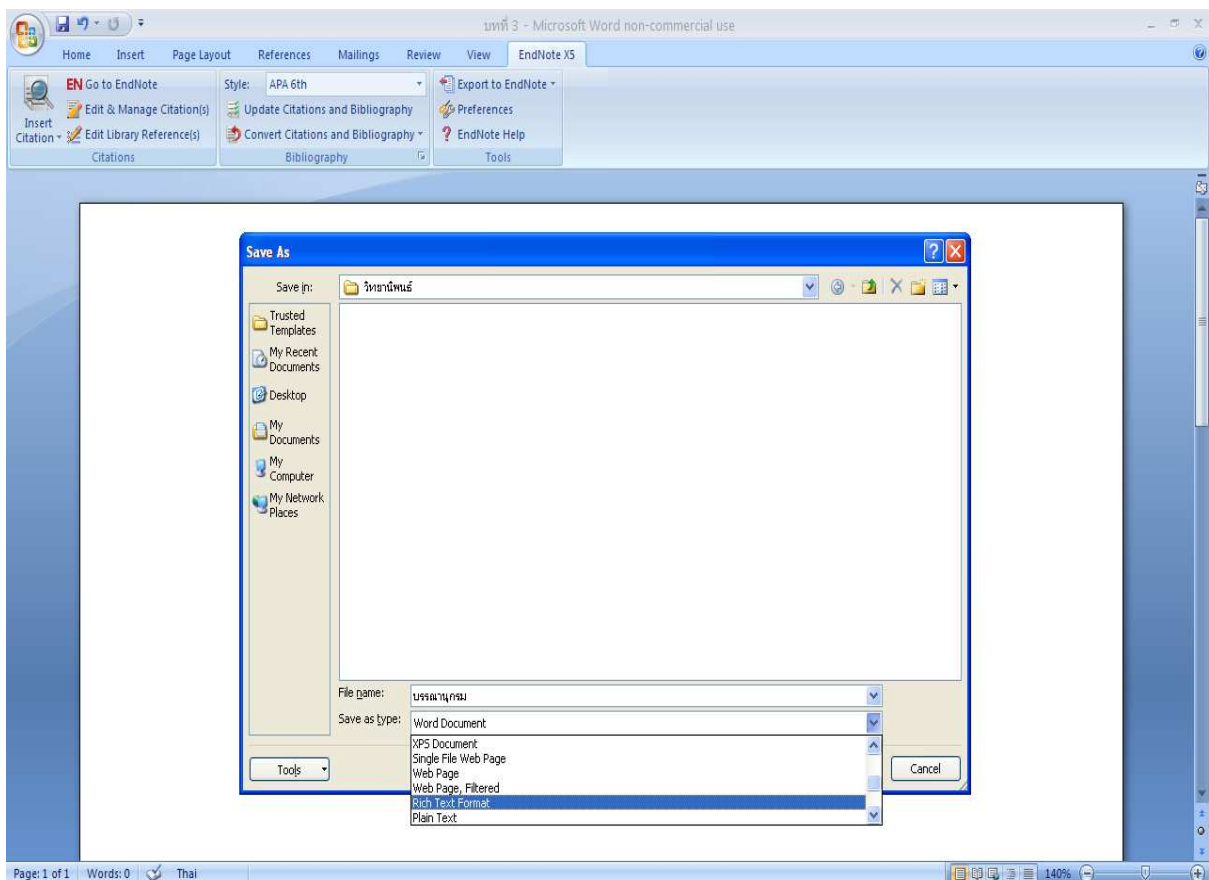 บทที่ 3 - Microsoft Word non-commercial use
Home Insert Page Layout References Mailings Review View EndNote X5
EN Go to EndNote
Edit & Manage Citation(s)
Edit Library Reference(s)
Insert
Citation
Citations
Style: APA 6th
Update Citations and Bibliography
Convert Citations and Bibliography
Bibliography
Export to EndNote
Preferences
EndNote Help
Tools
Save As
Save in: วิทยานิพนธ์
Trusted
Templates
My Recent
Documents
Desktop
My
Documents
My
Computer
My Network
Places
File name: บรรณานุกรม
Save as type: Word Document
XPS Document
Single File Web Page
Web Page
Web Page, Filtered
Rich Text Format
Plain Text
Tools
Cancel
Page: 1 of 1 Words: 0 Thai 140%